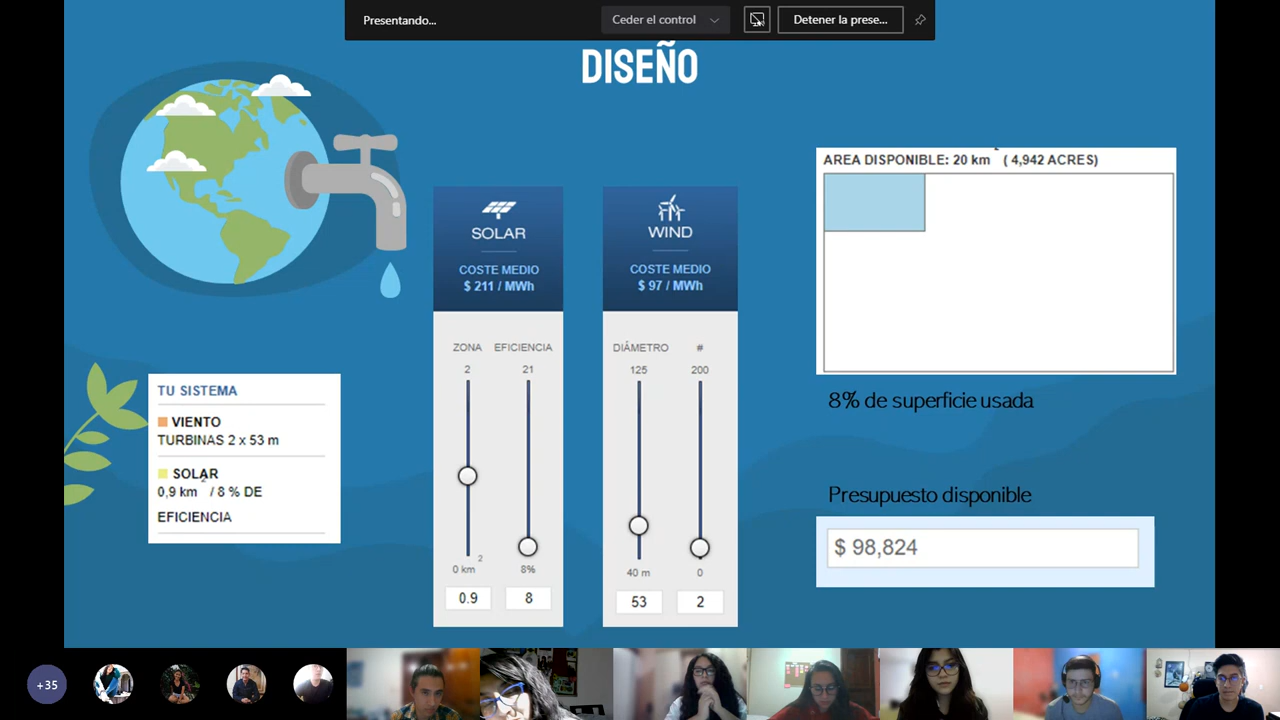 Presentando...
Ceder el control
Detener la prese...
DISEÑO
SOLAR
COSTE MEDIO
$ 211 / MWh
ZONA EFICIENCIA
2 21
0 km 2 8%
0.9 8
WIND
COSTE MEDIO
$ 97 / MWh
DIÁMETRO #
125 200
40 m 0
53 2
AREA DISPONIBLE: 20 km 2 ( 4,942 ACRES)
8% de superficie usada
Presupuesto disponible
$ 98,824
TU SISTEMA
VIENTO
TURBINAS 2 x 53 m
SOLAR
0,9 km 2 / 8 % DE
EFICIENCIA
+35